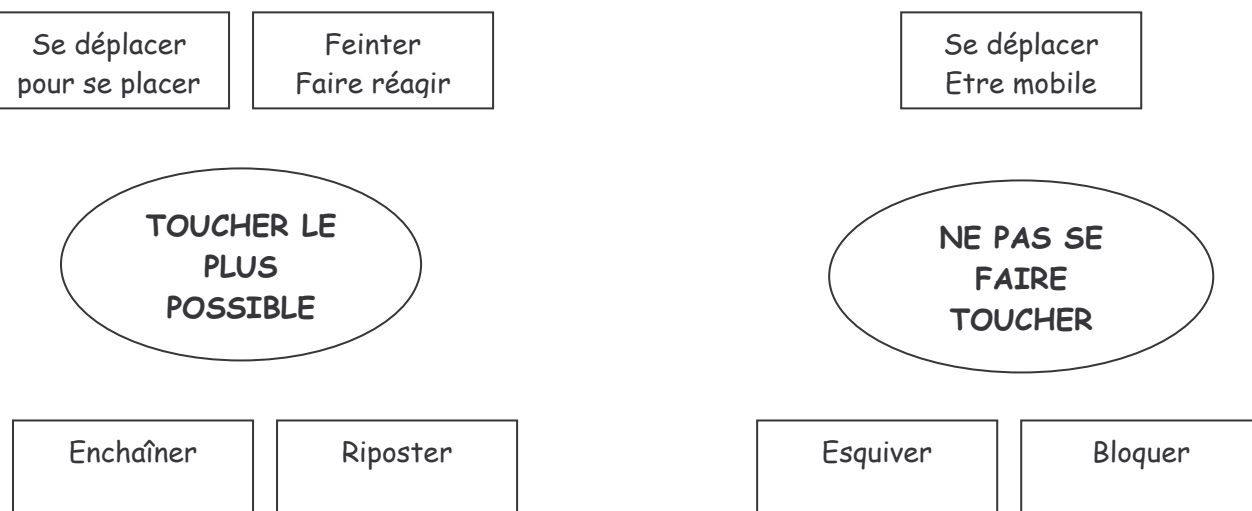 Se déplacer
pour se placer
Feinter
Faire réagir
Se déplacer
Etre mobile
TOUCHER LE
PLUS
POSSIBLE
NE PAS SE
FAIRE
TOUCHER
Enchaîner
Riposter
Esquiver
Bloquer